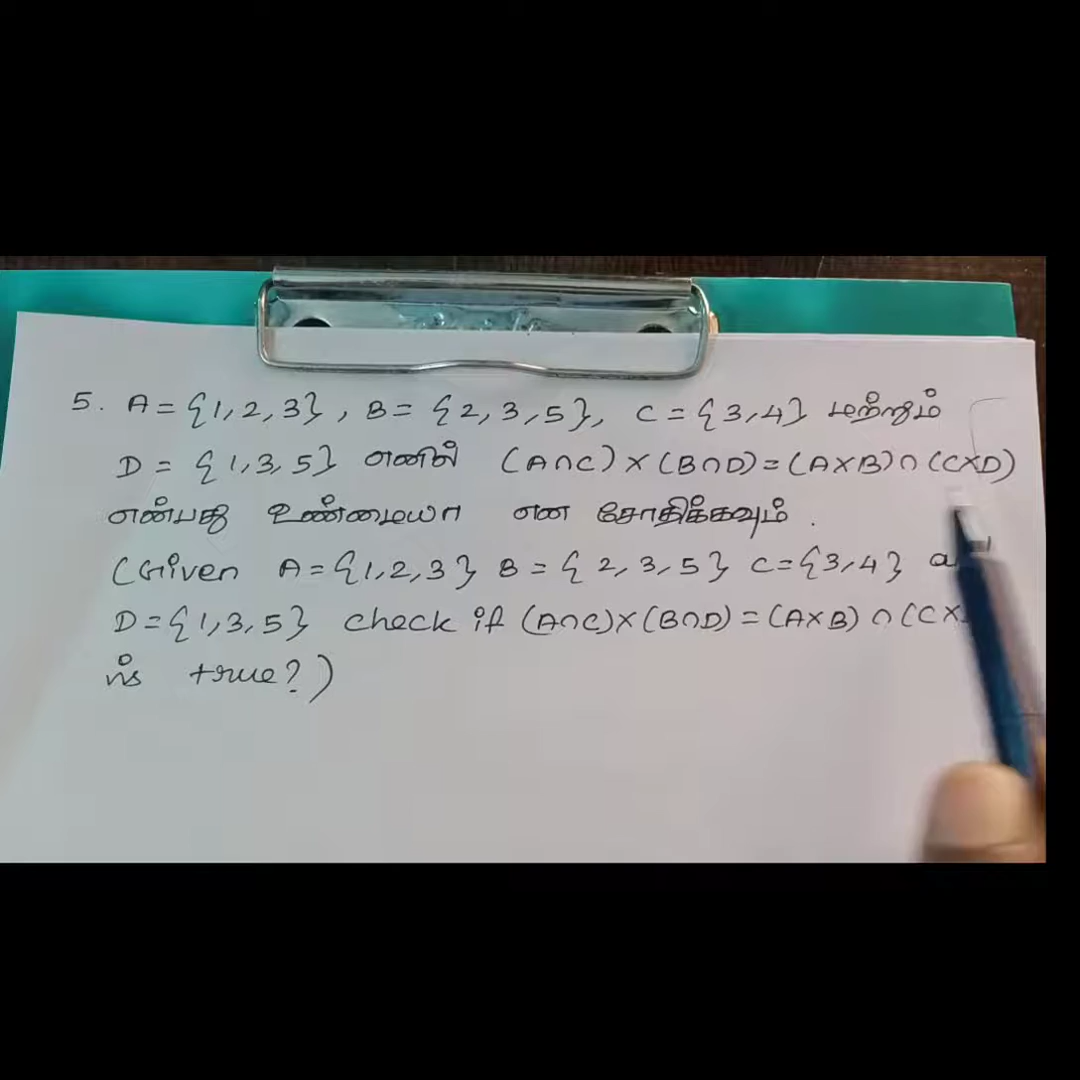 5. A = {1, 2, 3}, B = {2, 3, 5}, C = {3, 4} மற்றும்
D = {1, 3, 5} எனில் (A∩C) × (B∩D) = (A×B) ∩ (C×D)
என்பது உண்மையா என சோதிக்கவும்.
(Given A = {1, 2, 3} B = {2, 3, 5} C = {3, 4}
D = {1, 3, 5} check if (A∩C) × (B∩D) = (A×B) ∩ (C×
is true?)